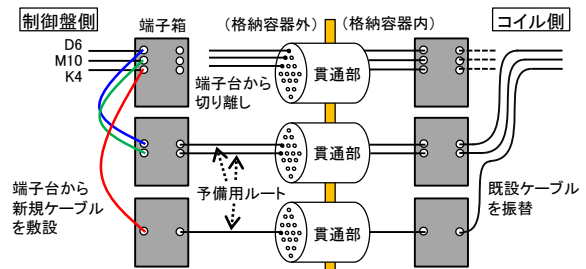 制御盤側
端子箱
（格納容器外）
（格納容器内）
コイル側
D6
M10
K4
貫通部
端子台から
切り離し
貫通部
予備用ルート
端子台から
新規ケーブル
を敷設
既設ケーブル
を振替
貫通部